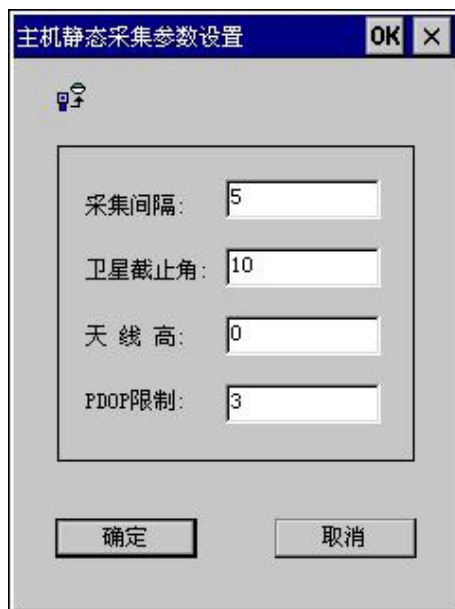 主机静态采集参数设置 OK ×
采集间隔: 5
卫星截止角: 10
天 线 高: 0
PDOP限制: 3
确定 取消